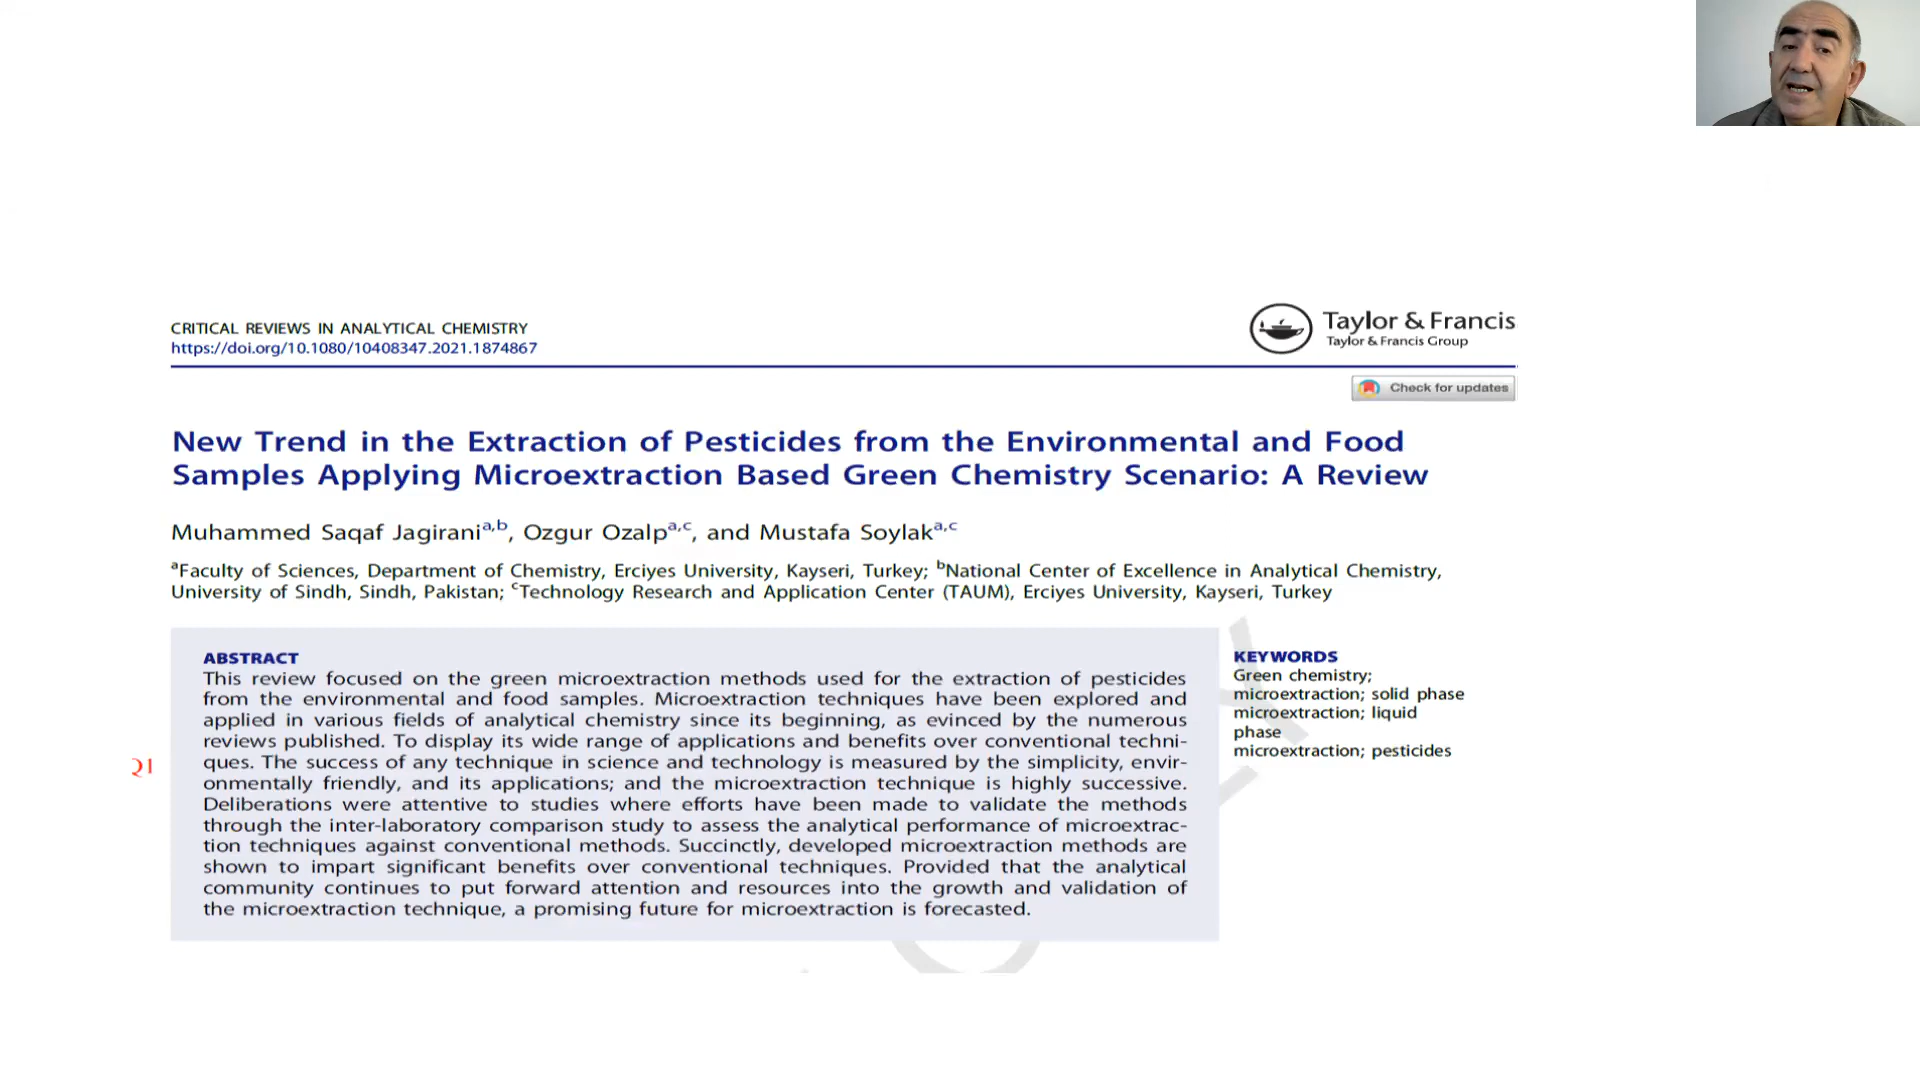 CRITICAL REVIEWS IN ANALYTICAL CHEMISTRY
https://doi.org/10.1080/10408347.2021.1874867
Taylor & Francis
Taylor & Francis Group
Check for updates
New Trend in the Extraction of Pesticides from the Environmental and Food
Samples Applying Microextraction Based Green Chemistry Scenario: A Review
Muhammed Saqaf Jagirani^a,b, Ozgur Ozalp^a,c, and Mustafa Soylak^a,c
^aFaculty of Sciences, Department of Chemistry, Erciyes University, Kayseri, Turkey; ^bNational Center of Excellence in Analytical Chemistry,
University of Sindh, Sindh, Pakistan; ^cTechnology Research and Application Center (TAUM), Erciyes University, Kayseri, Turkey
ABSTRACT
This review focused on the green microextraction methods used for the extraction of pesticides
from the environmental and food samples. Microextraction techniques have been explored and
applied in various fields of analytical chemistry since its beginning, as evinced by the numerous
reviews published. To display its wide range of applications and benefits over conventional techni-
ques. The success of any technique in science and technology is measured by the simplicity, envir-
onmentally friendly, and its applications; and the microextraction technique is highly successive.
Deliberations were attentive to studies where efforts have been made to validate the methods
through the inter-laboratory comparison study to assess the analytical performance of microextrac-
tion techniques against conventional methods. Succinctly, developed microextraction methods are
shown to impart significant benefits over conventional techniques. Provided that the analytical
community continues to put forward attention and resources into the growth and validation of
the microextraction technique, a promising future for microextraction is forecasted.
KEYWORDS
Green chemistry;
microextraction; solid phase
microextraction; liquid
phase
microextraction; pesticides